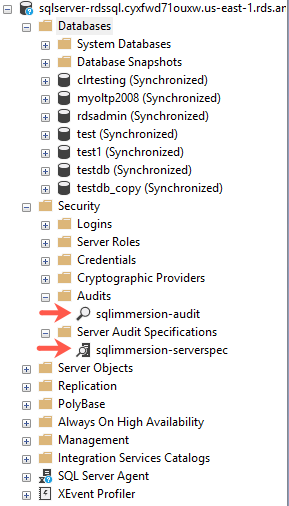 sqlserver-rdssql.cyxfwd71ouxw.us-east-1.rds.an
Databases
System Databases
Database Snapshots
clrtesting (Synchronized)
myoltp2008 (Synchronized)
rdsadmin (Synchronized)
test (Synchronized)
test1 (Synchronized)
testdb (Synchronized)
testdb_copy (Synchronized)
Security
Logins
Server Roles
Credentials
Cryptographic Providers
Audits
sqlimmersion-audit
Server Audit Specifications
sqlimmersion-serverspec
Server Objects
Replication
PolyBase
Always On High Availability
Management
Integration Services Catalogs
SQL Server Agent
XEvent Profiler